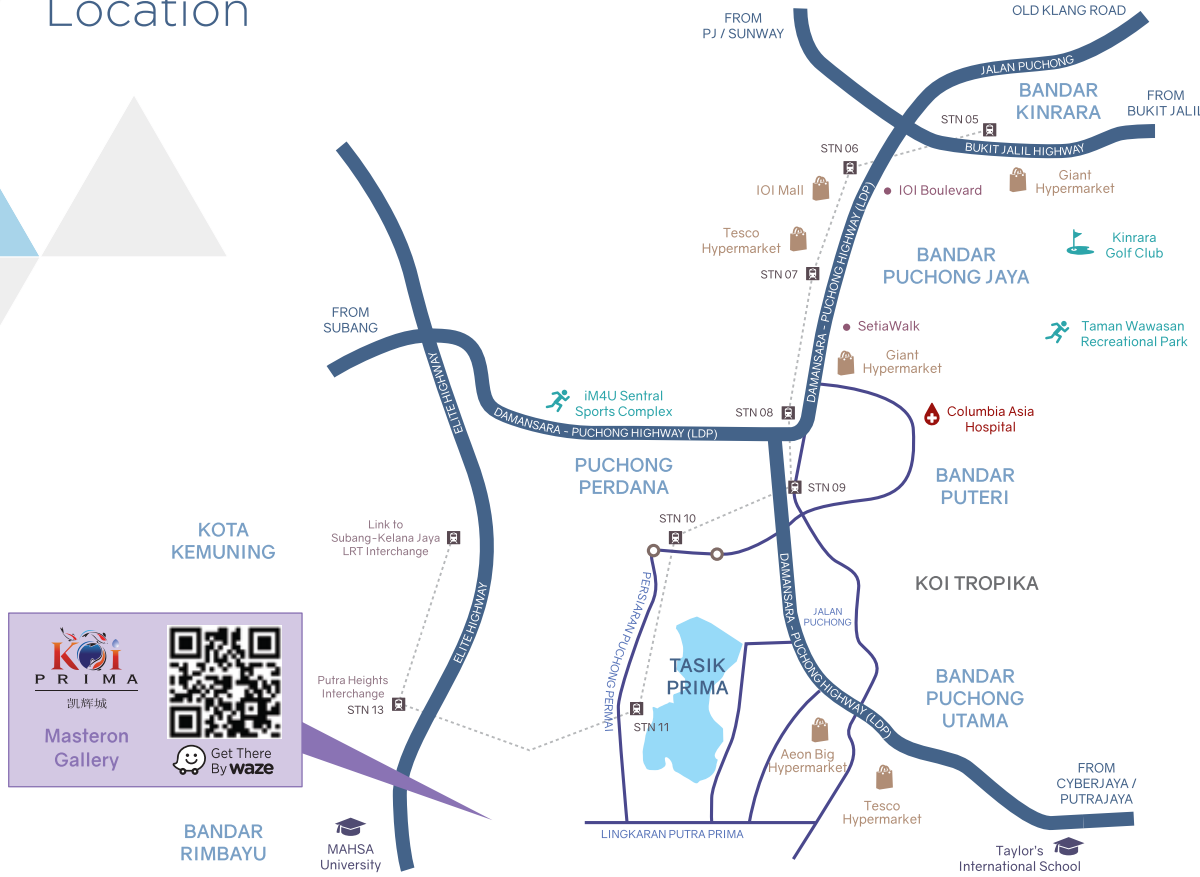 Location
FROM
PJ / SUNWAY
OLD KLANG ROAD
JALAN PUCHONG
BANDAR
KINRARA
FROM
BUKIT JALIL
STN 05
BUKIT JALIL HIGHWAY
STN 06
IOI Mall
IOI Boulevard
Giant
Hypermarket
Tesco
Hypermarket
STN 07
DAMANSARA – PUCHONG HIGHWAY (LDP)
BANDAR
PUCHONG JAYA
Kinrara
Golf Club
FROM
SUBANG
SetiaWalk
Taman Wawasan
Recreational Park
Giant
Hypermarket
ELITE HIGHWAY
iM4U Sentral
Sports Complex
STN 08
Columbia Asia
Hospital
DAMANSARA – PUCHONG HIGHWAY (LDP)
PUCHONG
PERDANA
BANDAR
PUTERI
STN 09
STN 10
KOTA
KEMUNING
Link to
Subang-Kelana Jaya
LRT Interchange
KOI TROPIKA
PERSIARAN PUCHONG PERMAI
DAMANSARA – PUCHONG HIGHWAY (LDP)
JALAN
PUCHONG
ELITE HIGHWAY
TASIK
PRIMA
BANDAR
PUCHONG
UTAMA
KOi
PRIMA
凯辉城
Masteron
Gallery
Get There
By waze
Putra Heights
Interchange
STN 13
STN 11
Aeon Big
Hypermarket
Tesco
Hypermarket
FROM
CYBERJAYA /
PUTRAJAYA
BANDAR
RIMBAYU
MAHSA
University
LINGKARAN PUTRA PRIMA
Taylor's
International School